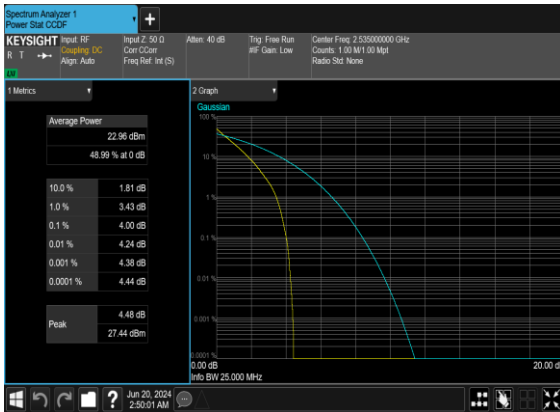 Spectrum Analyzer 1
Power Stat CCDF
+
KEYSIGHT
R T
LM
Input: RF
Coupling: DC
Align: Auto
Input Z: 50 Ω
Corr CCorr
Freq Ref: Int (S)
Atten: 40 dB
Trig: Free Run
#IF Gain: Low
Center Freq: 2.535000000 GHz
Counts: 1.00 M/1.00 Mpt
Radio Std: None
1 Metrics
Average Power
22.96 dBm
48.99 % at 0 dB
10.0 % 1.81 dB
1.0 % 3.43 dB
0.1 % 4.00 dB
0.01 % 4.24 dB
0.001 % 4.38 dB
0.0001 % 4.44 dB
Peak
4.48 dB
27.44 dBm
2 Graph
Gaussian
100 %
10 %
1 %
0.1 %
0.01 %
0.001 %
0.0001 %
0.00 dB
20.00 d
Info BW 25.000 MHz
?
Jun 20, 2024
2:50:01 AM